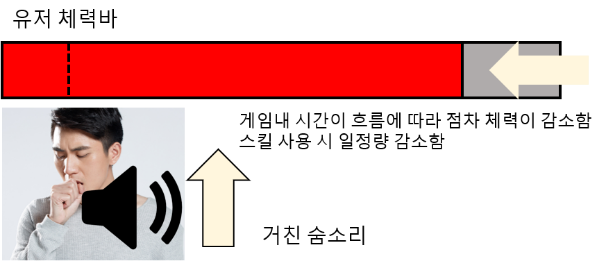 유저 체력바
게임내 시간이 흐름에 따라 점차 체력이 감소함
스킬 사용 시 일정량 감소함
거친 숨소리